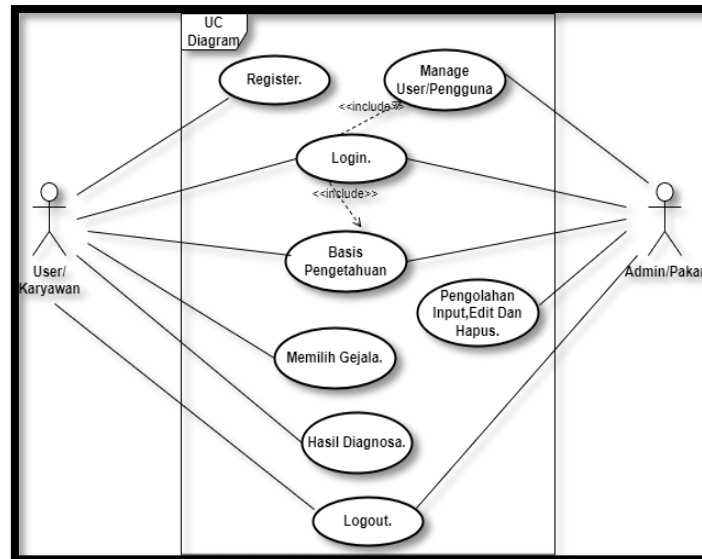 UC
Diagram
Register.
Manage
User/Pengguna
<<include>>
Login.
<<include>>
Basis
Pengetahuan
User/
Karyawan
Admin/Pakar
Pengolahan
Input,Edit Dan
Hapus.
Memilih Gejala.
Hasil Diagnosa.
Logout.